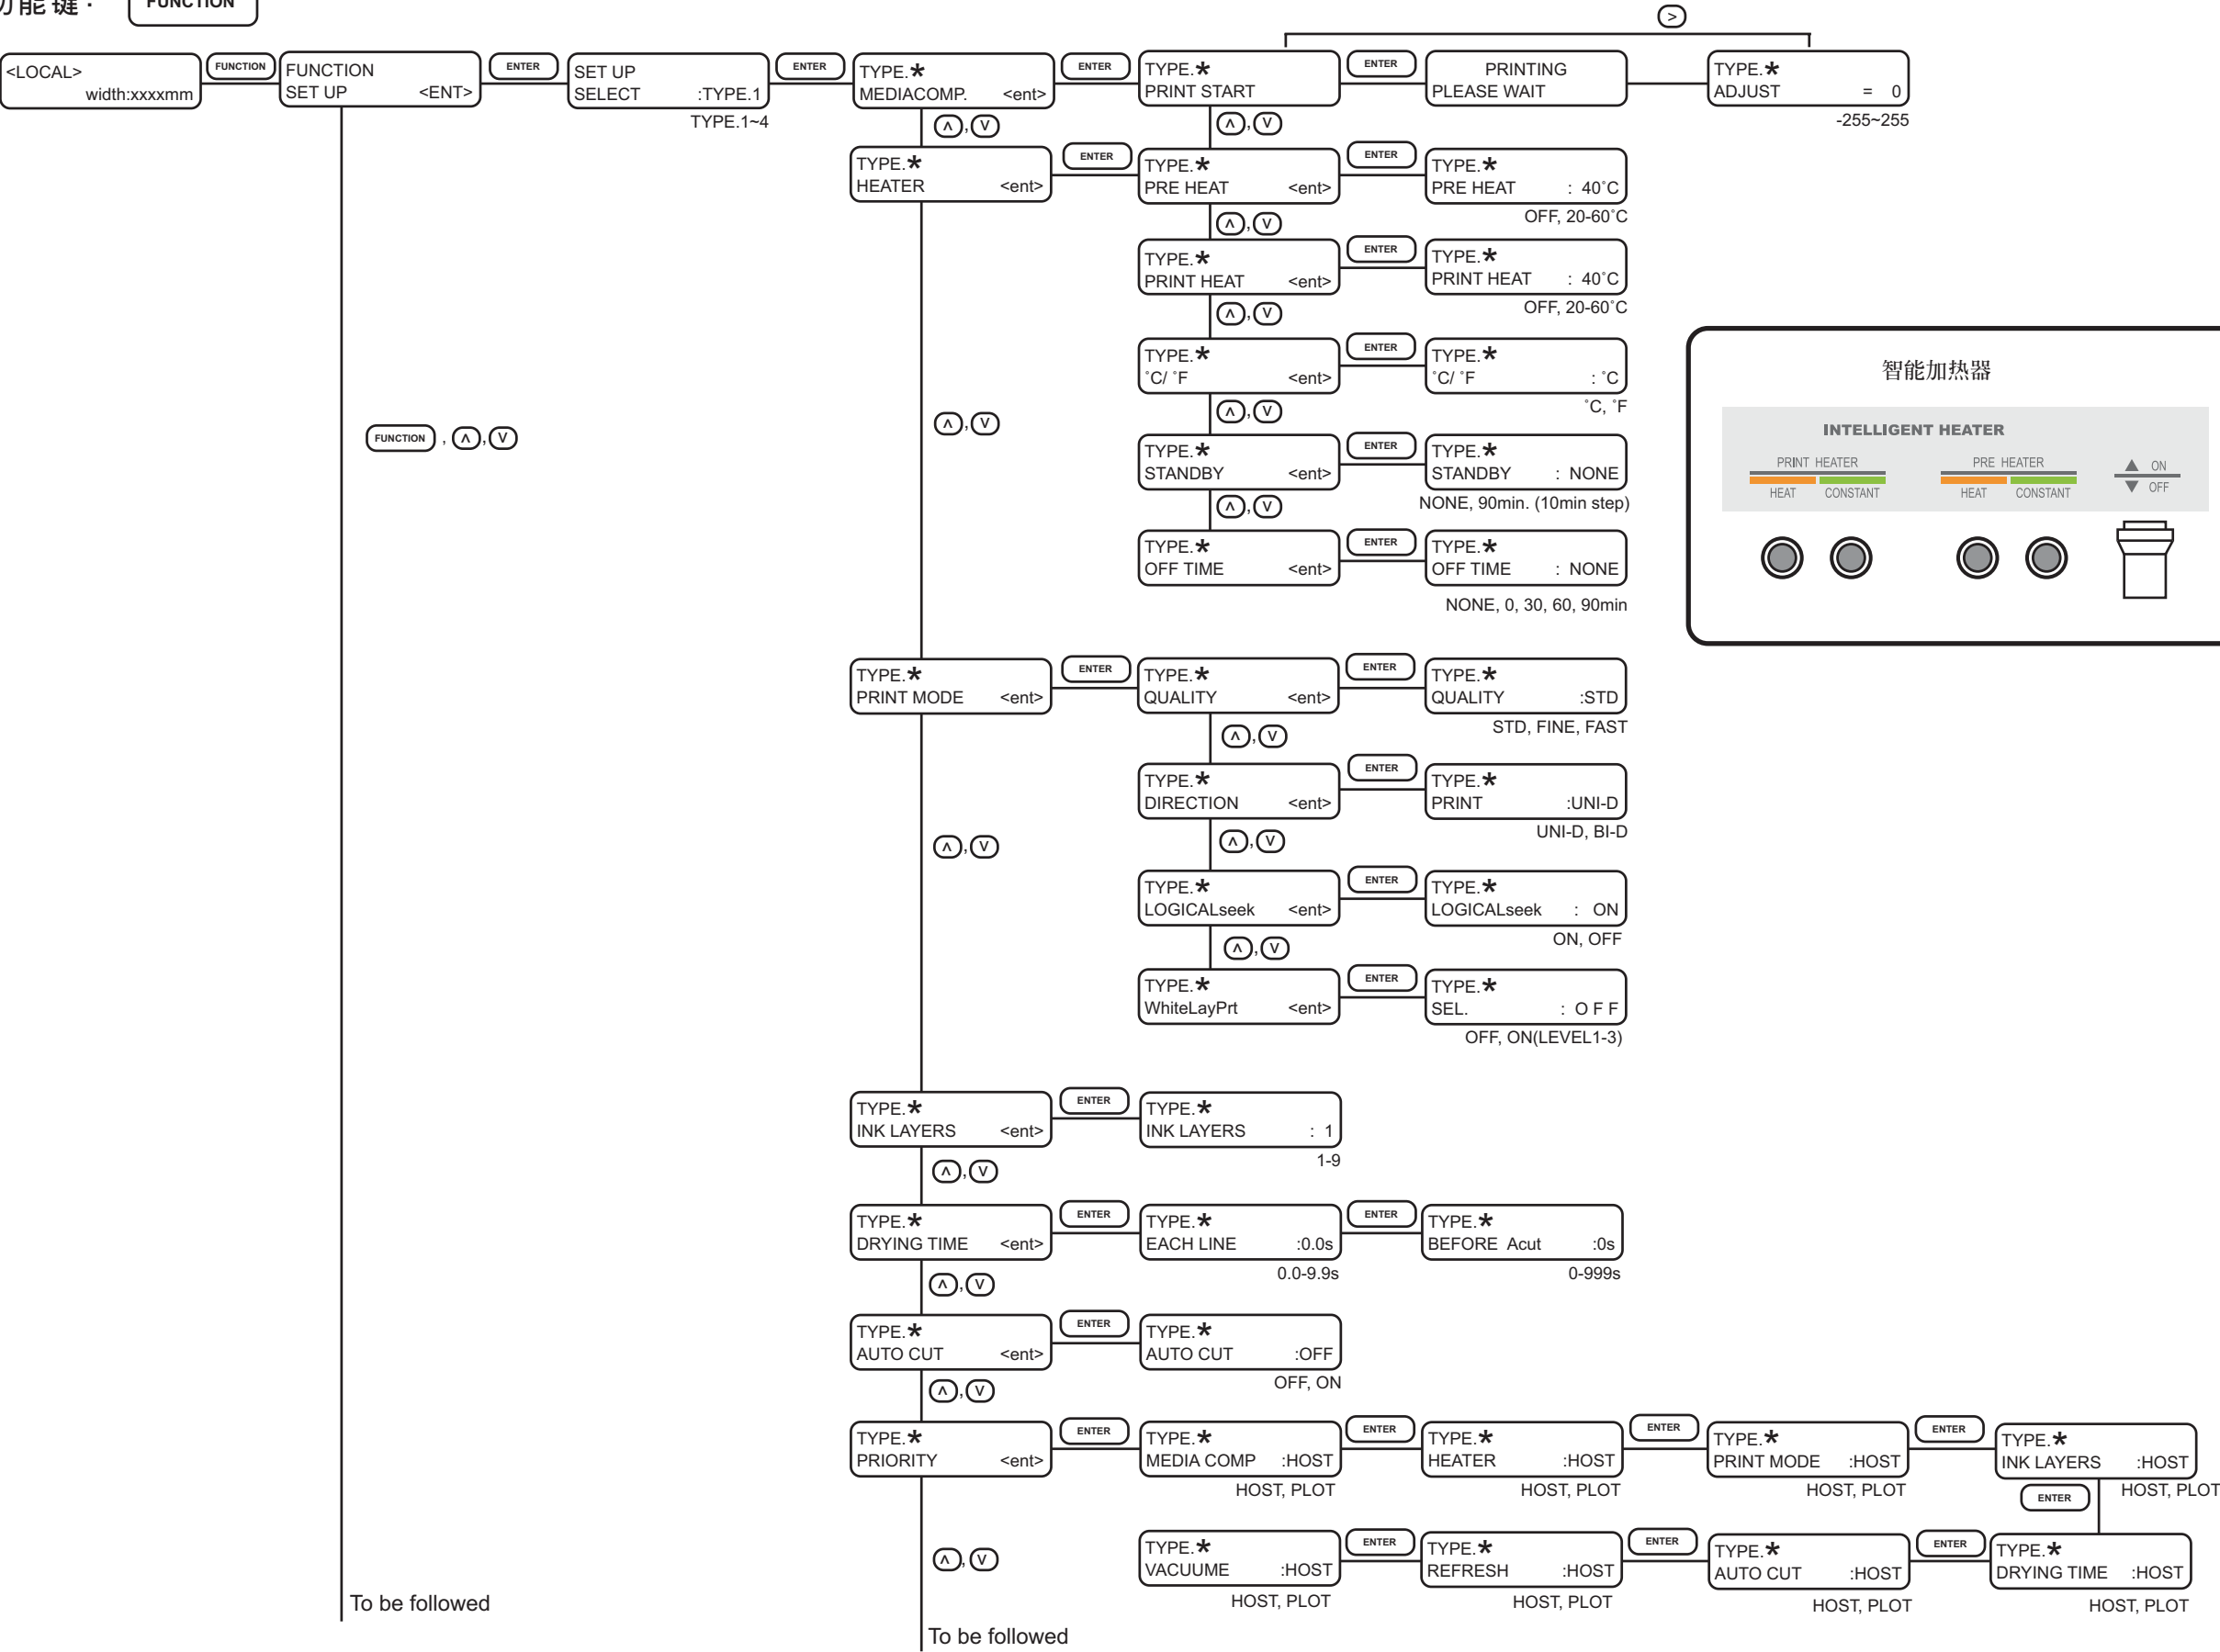 功能键: FUNCTION
>
<LOCAL>
width:xxxxmm
FUNCTION
FUNCTION
SET UP <ENT>
ENTER
SET UP
SELECT :TYPE.1
TYPE.1~4
ENTER
TYPE.*
MEDIACOMP. <ent>
ENTER
TYPE.*
PRINT START
ENTER
PRINTING
PLEASE WAIT
TYPE.*
ADJUST = 0
-255~255
∧,∨
∧,∨
TYPE.*
HEATER <ent>
ENTER
TYPE.*
PRE HEAT <ent>
ENTER
TYPE.*
PRE HEAT : 40˚C
OFF, 20-60˚C
∧,∨
TYPE.*
PRINT HEAT <ent>
ENTER
TYPE.*
PRINT HEAT : 40˚C
OFF, 20-60˚C
∧,∨
TYPE.*
˚C/ ˚F <ent>
ENTER
TYPE.*
˚C/ ˚F : ˚C
˚C, ˚F
∧,∨
TYPE.*
STANDBY <ent>
ENTER
TYPE.*
STANDBY : NONE
NONE, 90min. (10min step)
∧,∨
TYPE.*
OFF TIME <ent>
ENTER
TYPE.*
OFF TIME : NONE
NONE, 0, 30, 60, 90min
智能加热器
INTELLIGENT HEATER
PRINT HEATER
HEAT CONSTANT
PRE HEATER
HEAT CONSTANT
▲ ON
▼ OFF
FUNCTION , ∧,∨
∧,∨
TYPE.*
PRINT MODE <ent>
ENTER
TYPE.*
QUALITY <ent>
ENTER
TYPE.*
QUALITY :STD
STD, FINE, FAST
∧,∨
TYPE.*
DIRECTION <ent>
ENTER
TYPE.*
PRINT :UNI-D
UNI-D, BI-D
∧,∨
∧,∨
TYPE.*
LOGICALseek <ent>
ENTER
TYPE.*
LOGICALseek : ON
ON, OFF
∧,∨
TYPE.*
WhiteLayPrt <ent>
ENTER
TYPE.*
SEL. : O F F
OFF, ON(LEVEL1-3)
TYPE.*
INK LAYERS <ent>
ENTER
TYPE.*
INK LAYERS : 1
1-9
∧,∨
TYPE.*
DRYING TIME <ent>
ENTER
TYPE.*
EACH LINE :0.0s
0.0-9.9s
ENTER
TYPE.*
BEFORE Acut :0s
0-999s
∧,∨
TYPE.*
AUTO CUT <ent>
ENTER
TYPE.*
AUTO CUT :OFF
OFF, ON
∧,∨
TYPE.*
PRIORITY <ent>
ENTER
TYPE.*
MEDIA COMP :HOST
HOST, PLOT
ENTER
TYPE.*
HEATER :HOST
HOST, PLOT
ENTER
TYPE.*
PRINT MODE :HOST
HOST, PLOT
ENTER
TYPE.*
INK LAYERS :HOST
HOST, PLOT
ENTER
∧,∨
TYPE.*
VACUUME :HOST
HOST, PLOT
ENTER
TYPE.*
REFRESH :HOST
HOST, PLOT
ENTER
TYPE.*
AUTO CUT :HOST
HOST, PLOT
ENTER
TYPE.*
DRYING TIME :HOST
HOST, PLOT
To be followed
To be followed